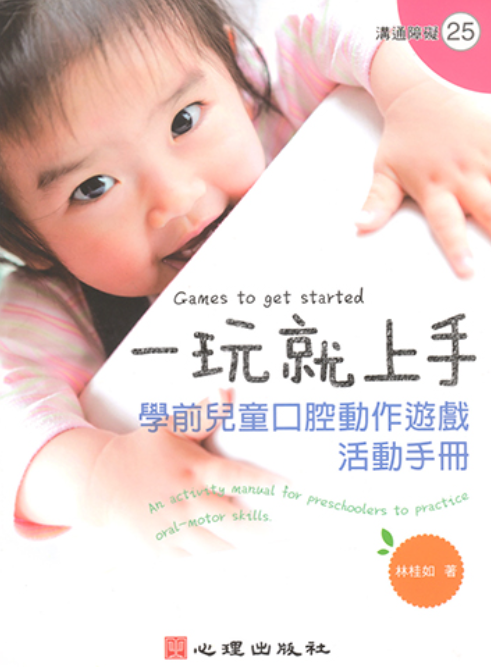 溝通障礙 25
Games to get started
一玩就上手
學前兒童口腔動作遊戲
活動手冊
An activity manual for preschoolers to practice
oral-motor skills.
林桂如 著
心理出版社